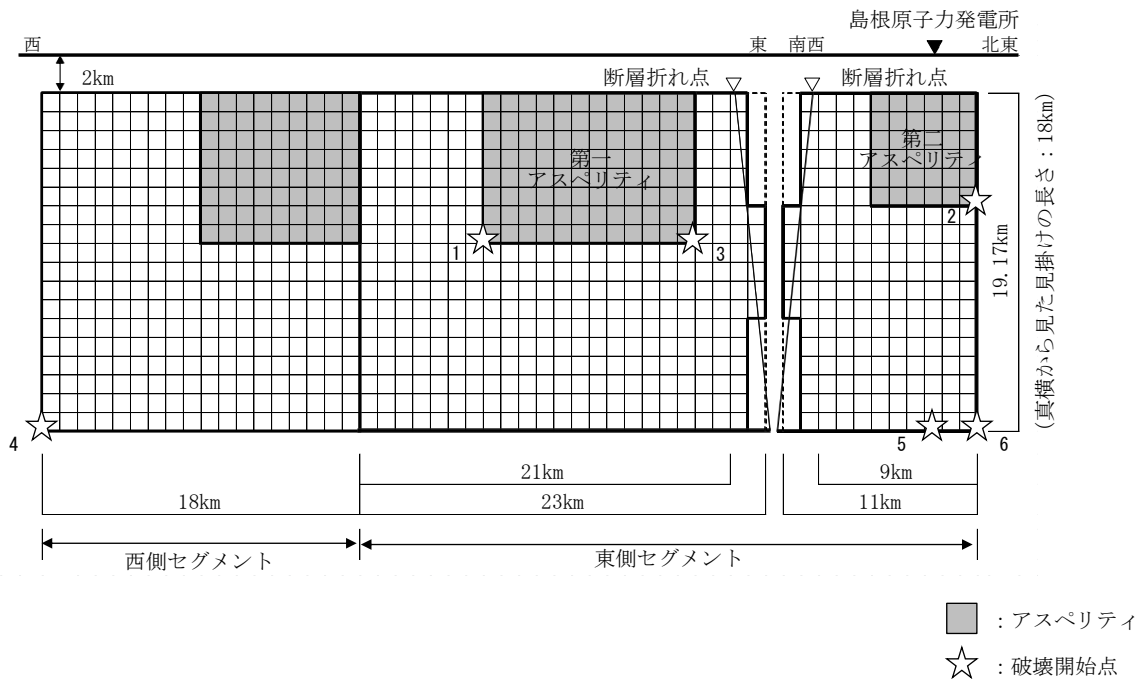 島根原子力発電所
西
東
南西
北東
2km
断層折れ点
断層折れ点
第一
アスペリティ
第二
アスペリティ
1
3
2
4
5
6
19.17km
(真横から見た見掛けの長さ：18km)
21km
9km
18km
23km
11km
西側セグメント
東側セグメント
：アスペリティ
：破壊開始点